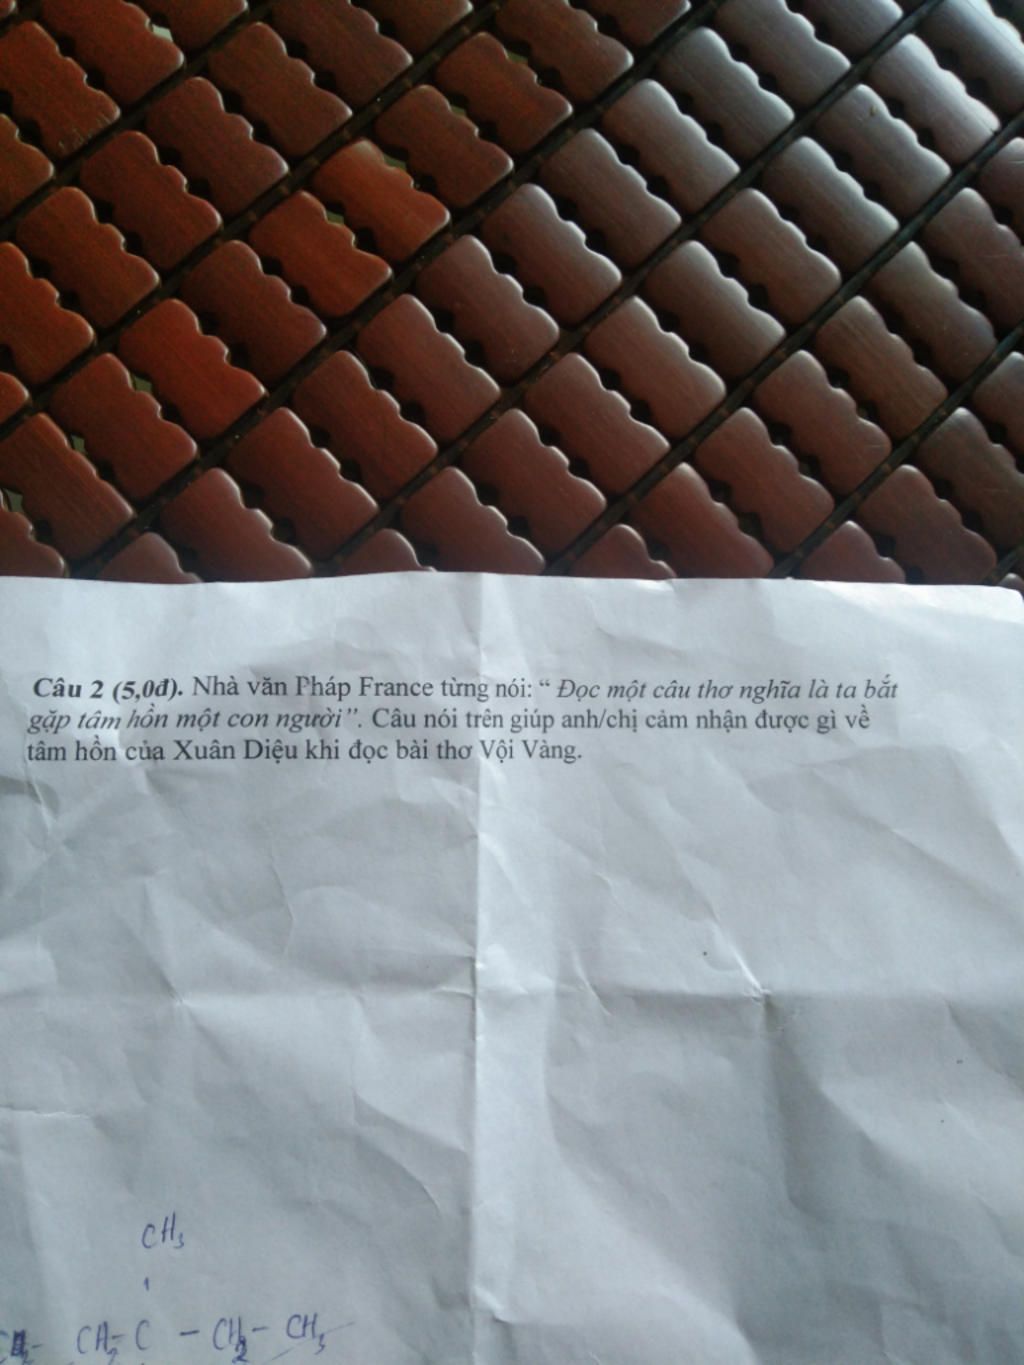 Câu 2 (5,0đ). Nhà văn Pháp France từng nói: “ Đọc một câu thơ nghĩa là ta bắt
gặp tâm hồn một con người”. Câu nói trên giúp anh/chị cảm nhận được gì về
tâm hồn của Xuân Diệu khi đọc bài thơ Vội Vàng.
CH3
CH2- C - CH2 - CH3